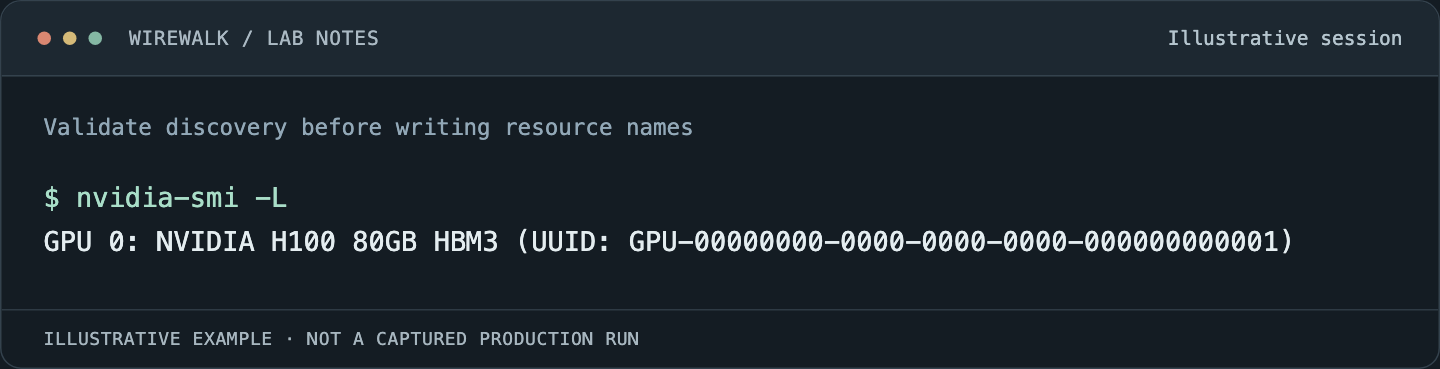 WIREWALK / LAB NOTES
Illustrative session
Validate discovery before writing resource names
$ nvidia-smi -L
GPU 0: NVIDIA H100 80GB HBM3 (UUID: GPU-00000000-0000-0000-0000-000000000001)
ILLUSTRATIVE EXAMPLE · NOT A CAPTURED PRODUCTION RUN